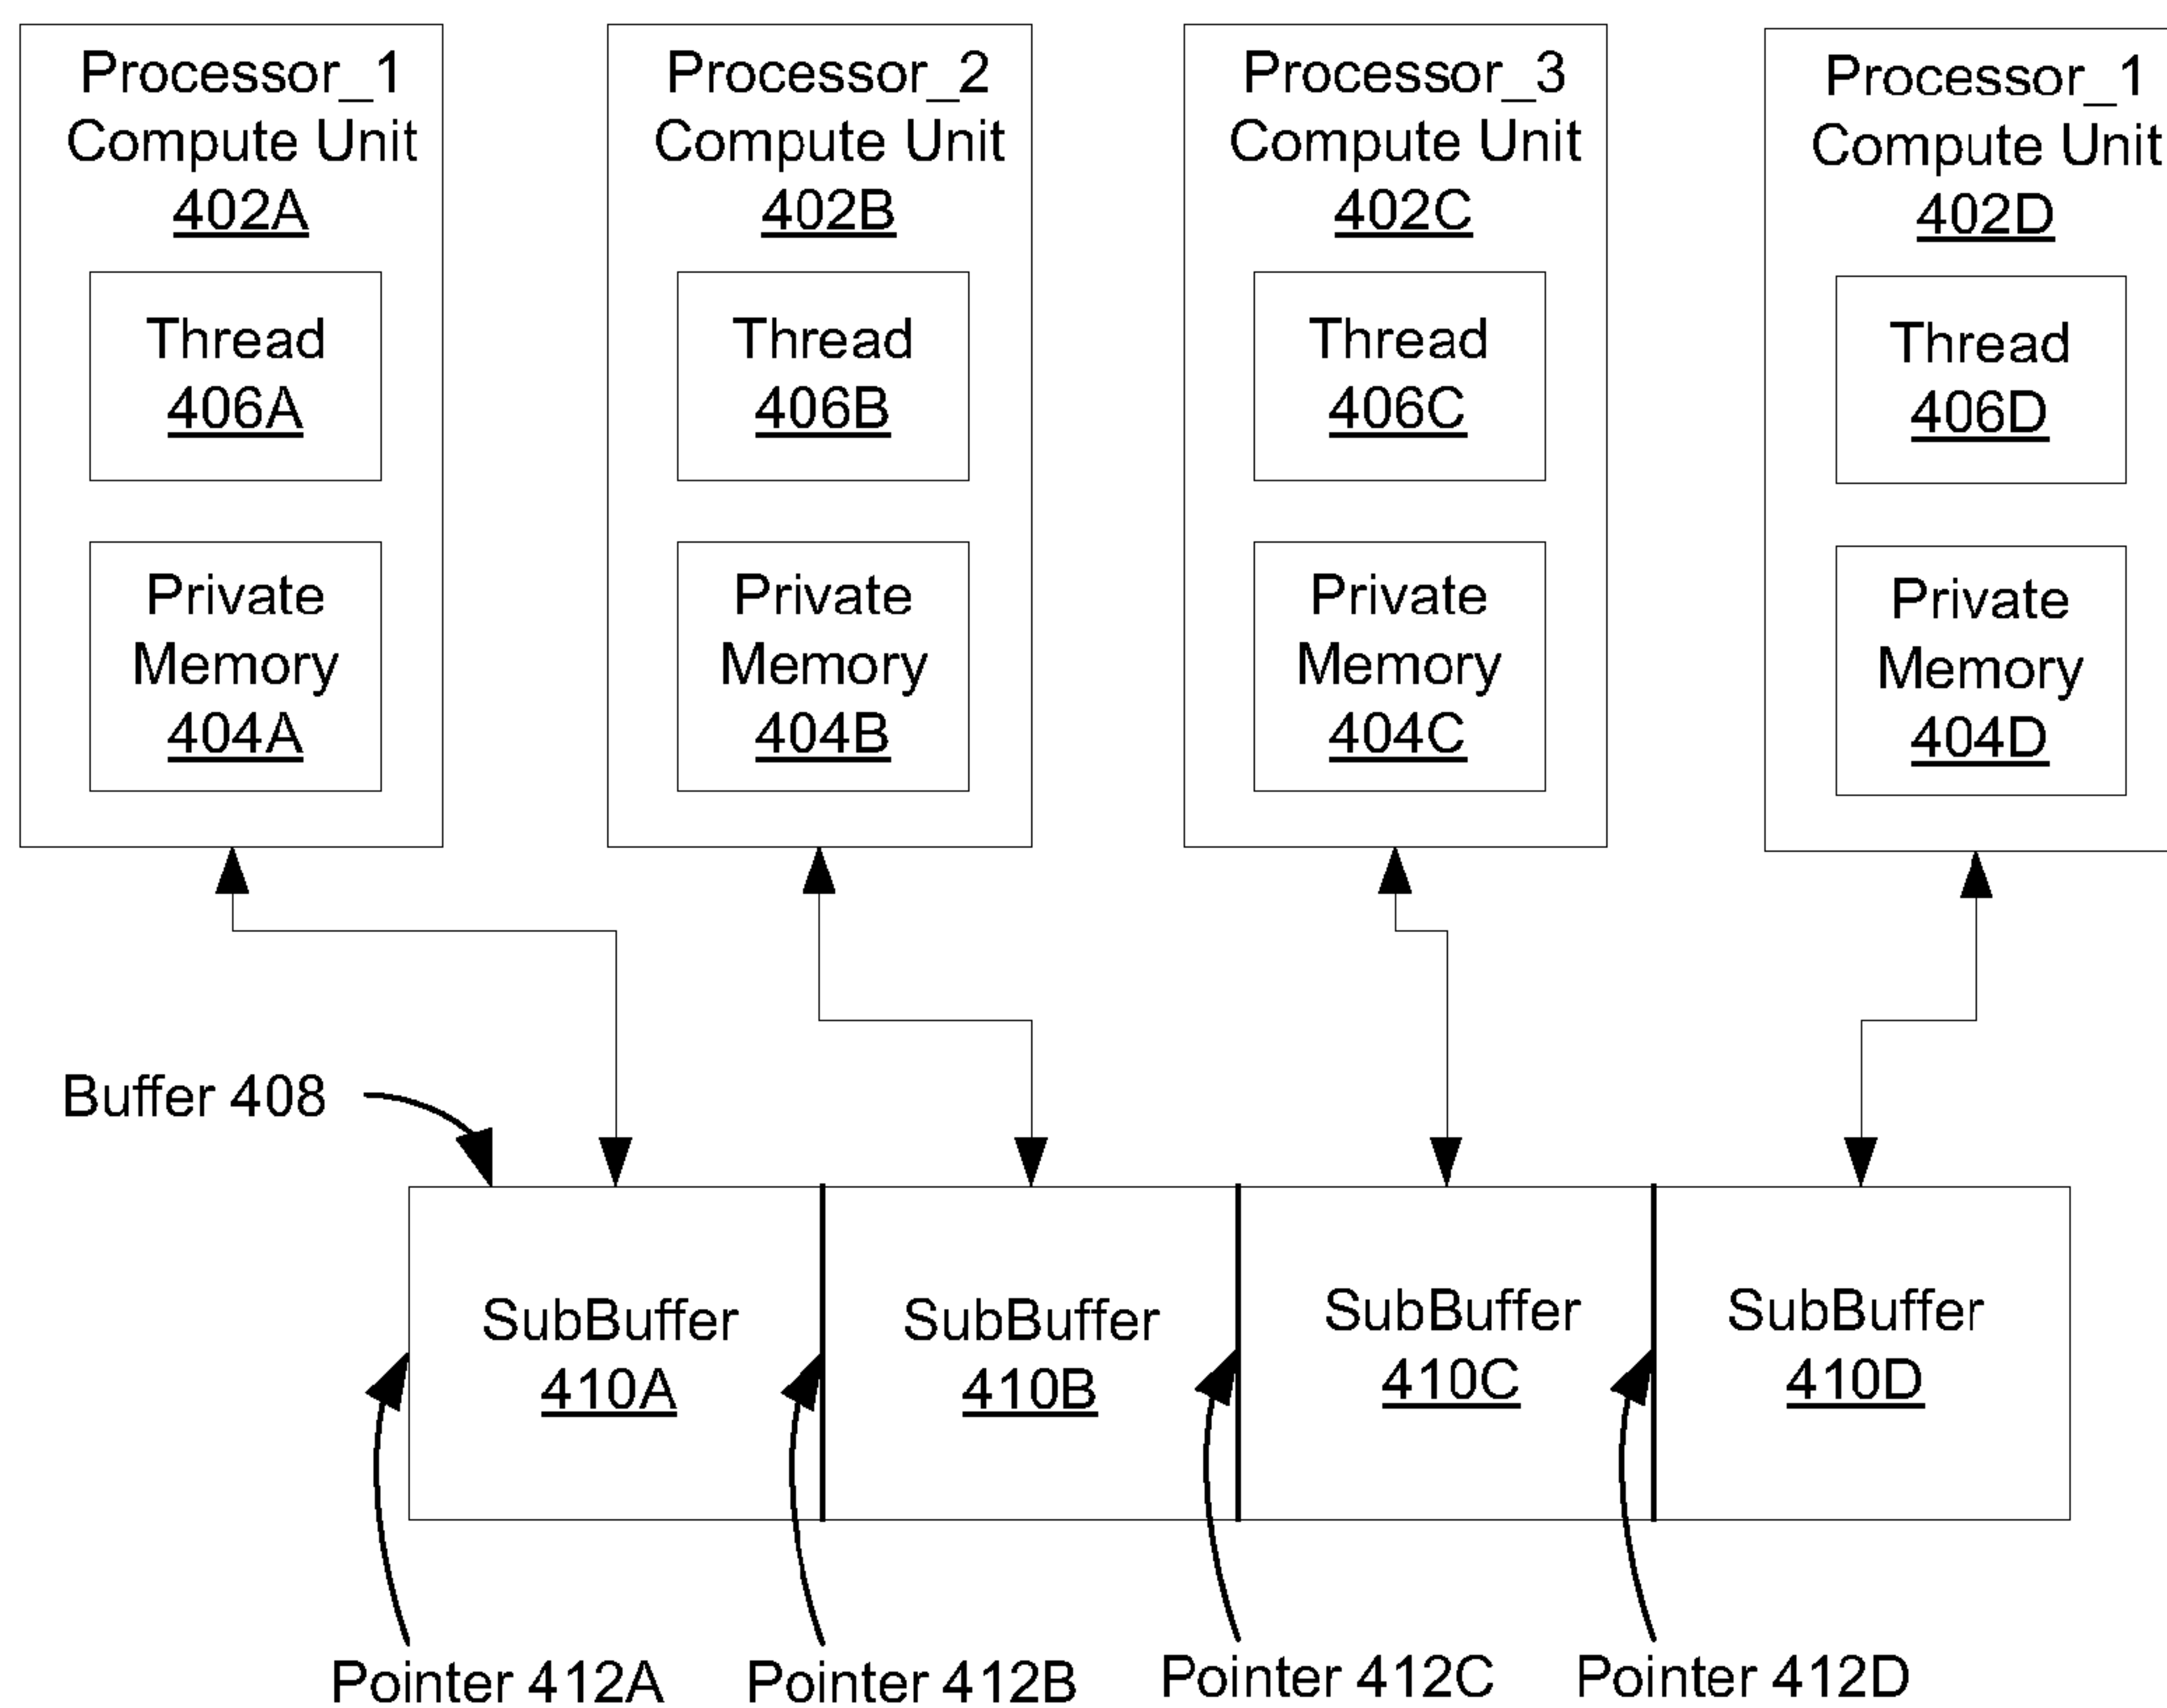 Processor_1
Compute Unit
402A
Thread
406A
Private
Memory
404A
Processor_2
Compute Unit
402B
Thread
406B
Private
Memory
404B
Processor_3
Compute Unit
402C
Thread
406C
Private
Memory
404C
Processor_1
Compute Unit
402D
Thread
406D
Private
Memory
404D
Buffer 408
SubBuffer
410A
SubBuffer
410B
SubBuffer
410C
SubBuffer
410D
Pointer 412A
Pointer 412B
Pointer 412C
Pointer 412D